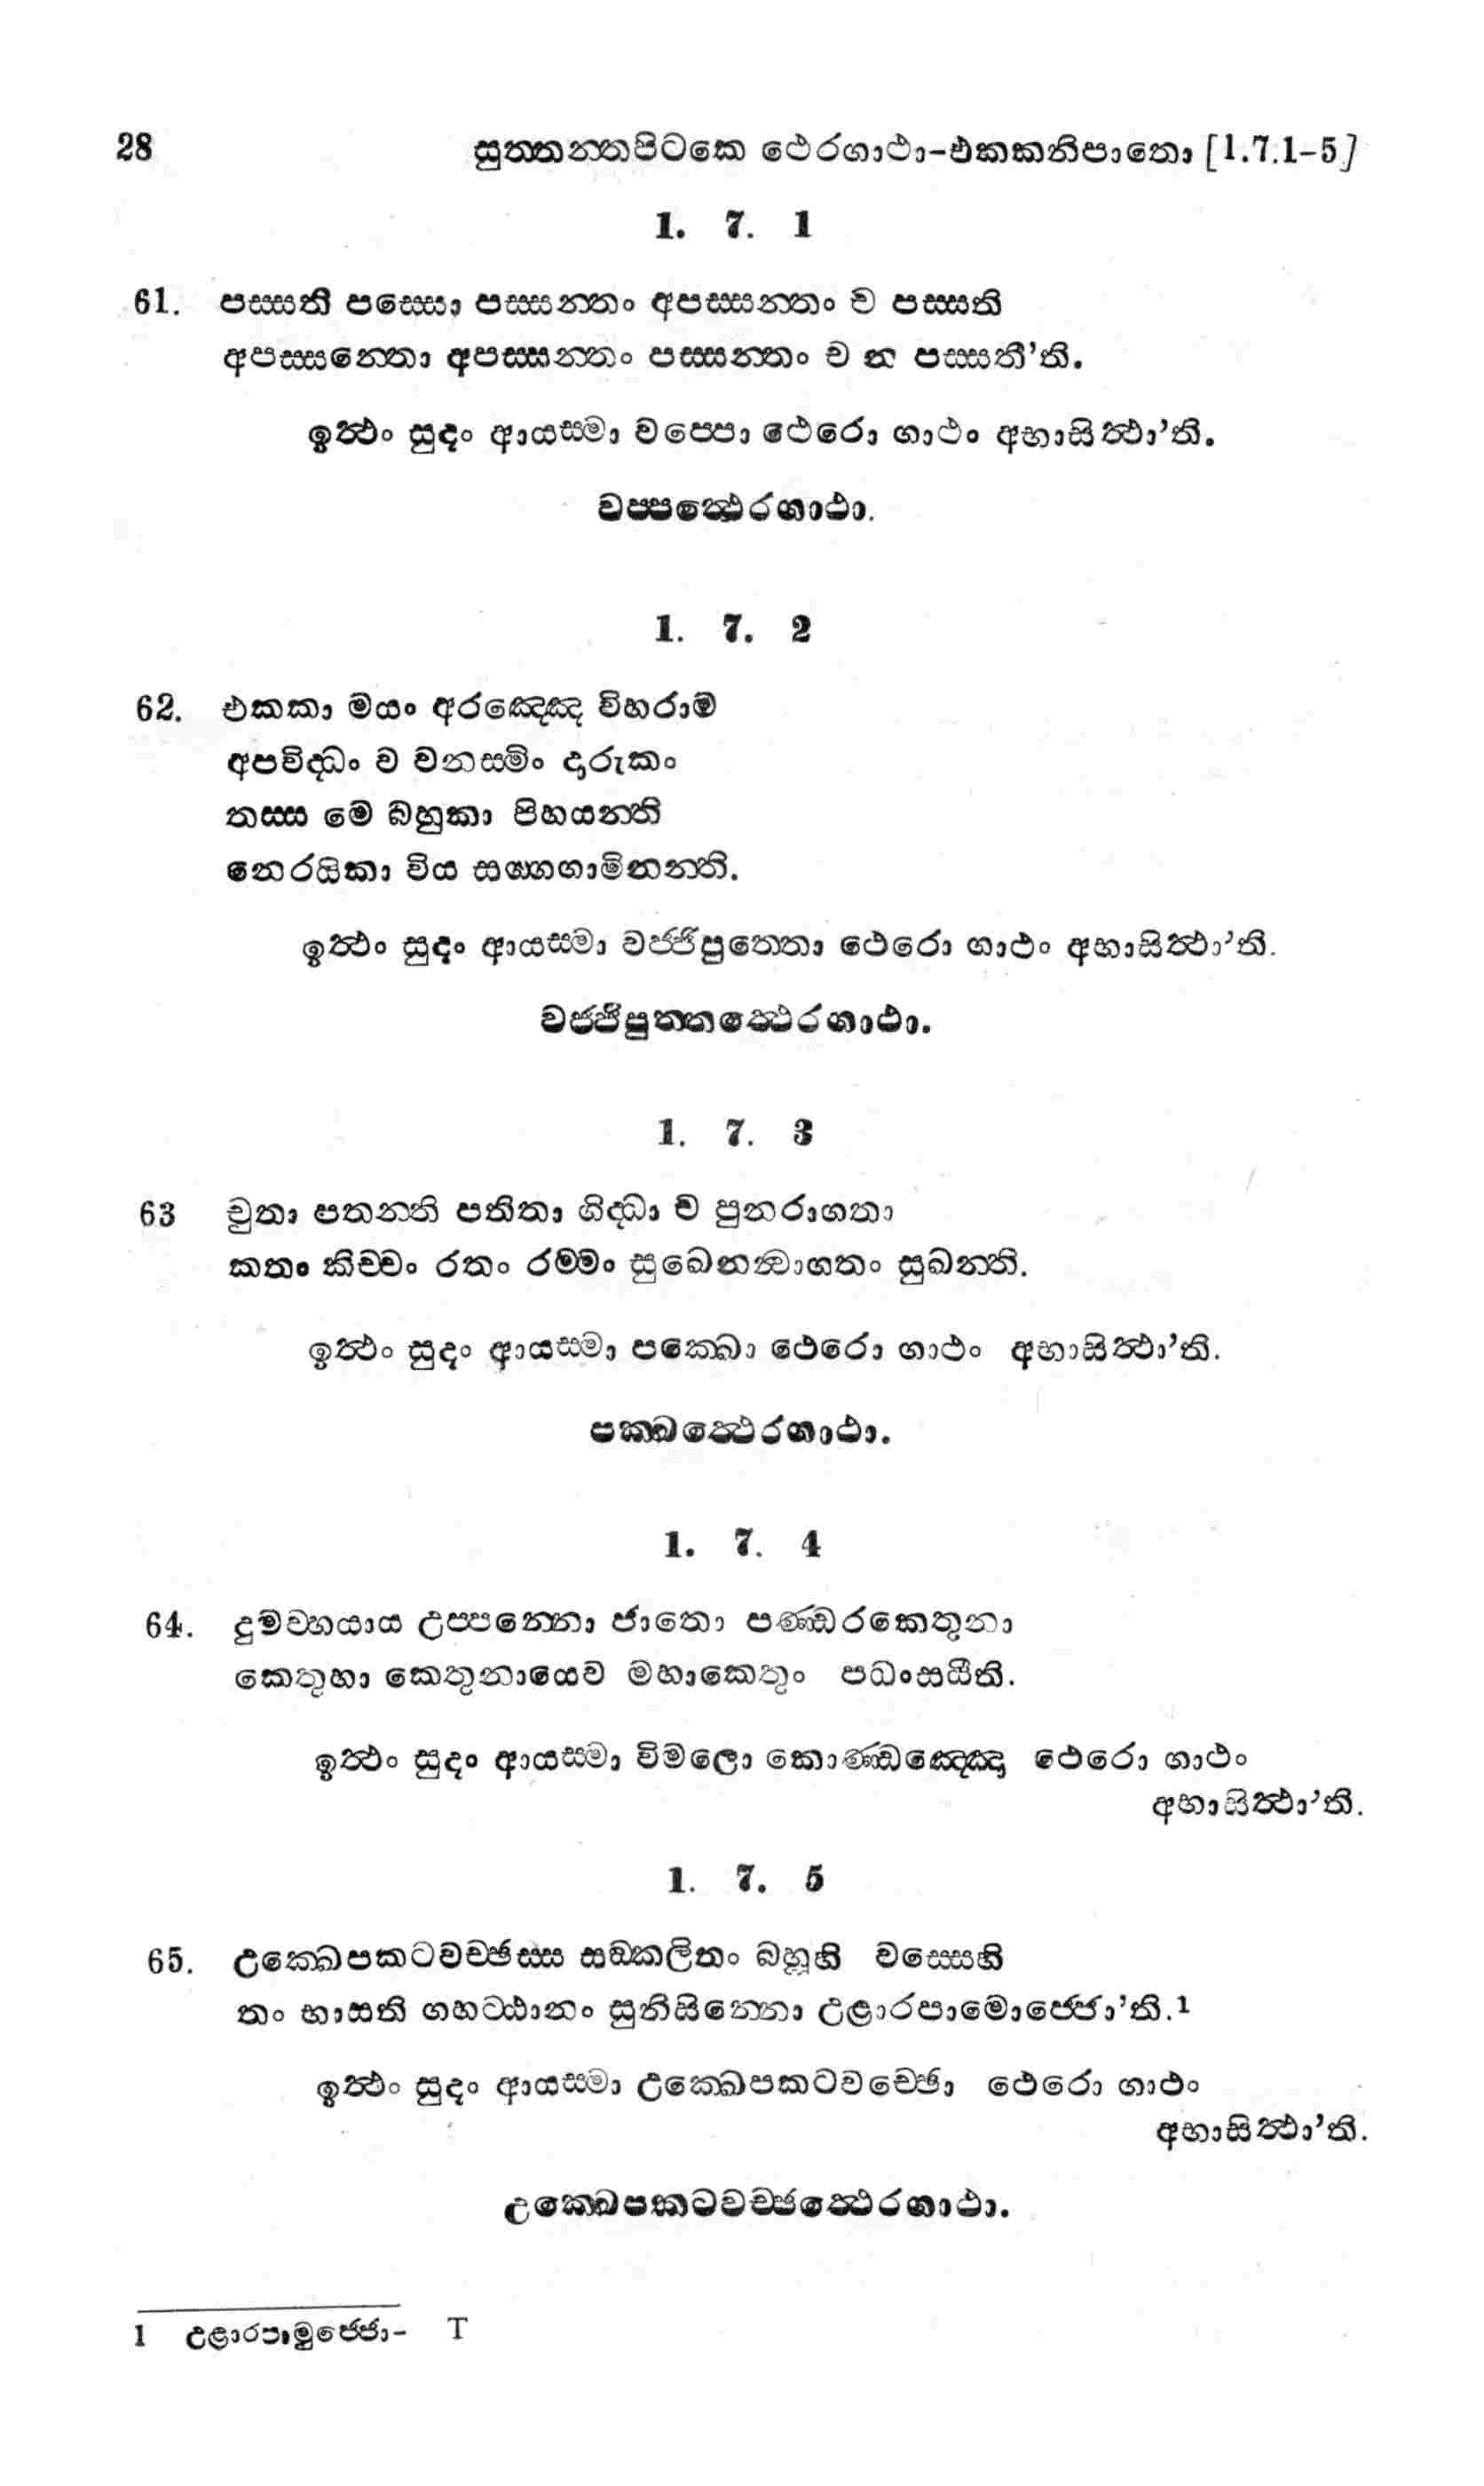 28 සුත්තන්තපිටකෙ ථෙරගාථා-එකකනිපාතො [1.7.1-5]
1. 7. 1
61. පස්සති පස්සො පස්සන්තං අපස්සන්තං ච පස්සති
අපස්සන්තො අපස්සන්තං පස්සන්තං ච න පස්සතී’ති.
ඉත්ථං සුදං ආයස්මා වප්පො ථෙරො ගාථං අභාසිත්ථා’ති.
වප්පත්ථෙරගාථා.
1. 7. 2
62. එකකා මයං අරඤ්ඤෙ විහරාම
අපවිද්ධං ව වනස්මිං දාරුකං
තස්ස මෙ බහුකා පිහයන්ති
නෙරයිකා විය සග්ගගාමිනන්ති.
ඉත්ථං සුදං ආයස්මා වජ්ජිපුත්තො ථෙරො ගාථං අභාසිත්ථා’ති.
වජ්ජිපුත්තත්ථෙරගාථා.
1. 7. 3
63 චුතා පතන්ති පතිතා ගිද්ධා ච පුනරාගතා
කතං කිච්චං රතං රම්මං සුඛෙනන්වාගතං සුඛන්ති.
ඉත්ථං සුදං ආයස්මා පක්ඛො ථෙරො ගාථං අභාසිත්ථා’ති.
පක්ඛත්ථෙරගාථා.
1. 7. 4
64. දුමව්හයාය උප්පන්නො ජාතො පණ්ඩරකෙතුනා
කෙතුහා කෙතුනායෙව මහාකෙතුං පධංසයීති.
ඉත්ථං සුදං ආයස්මා විමලො කොණ්ඩඤ්ඤො ථෙරො ගාථං
අභාසිත්ථා’ති.
1. 7. 5
65. උක්ඛෙපකටවච්ඡස්ස සඞ්කලිතං බහූහි වස්සෙහි
තං භාසති ගහට්ඨානං සුනිසින්නො උළාරපාමොජ්ජො’ති.1
ඉත්ථං සුදං ආයස්මා උක්ඛෙපකටවච්ඡො ථෙරො ගාථං
අභාසිත්ථා’ති.
උක්ඛෙපකටවච්ඡත්ථෙරගාථා.
1 උළාරපාමුජ්ජො- T